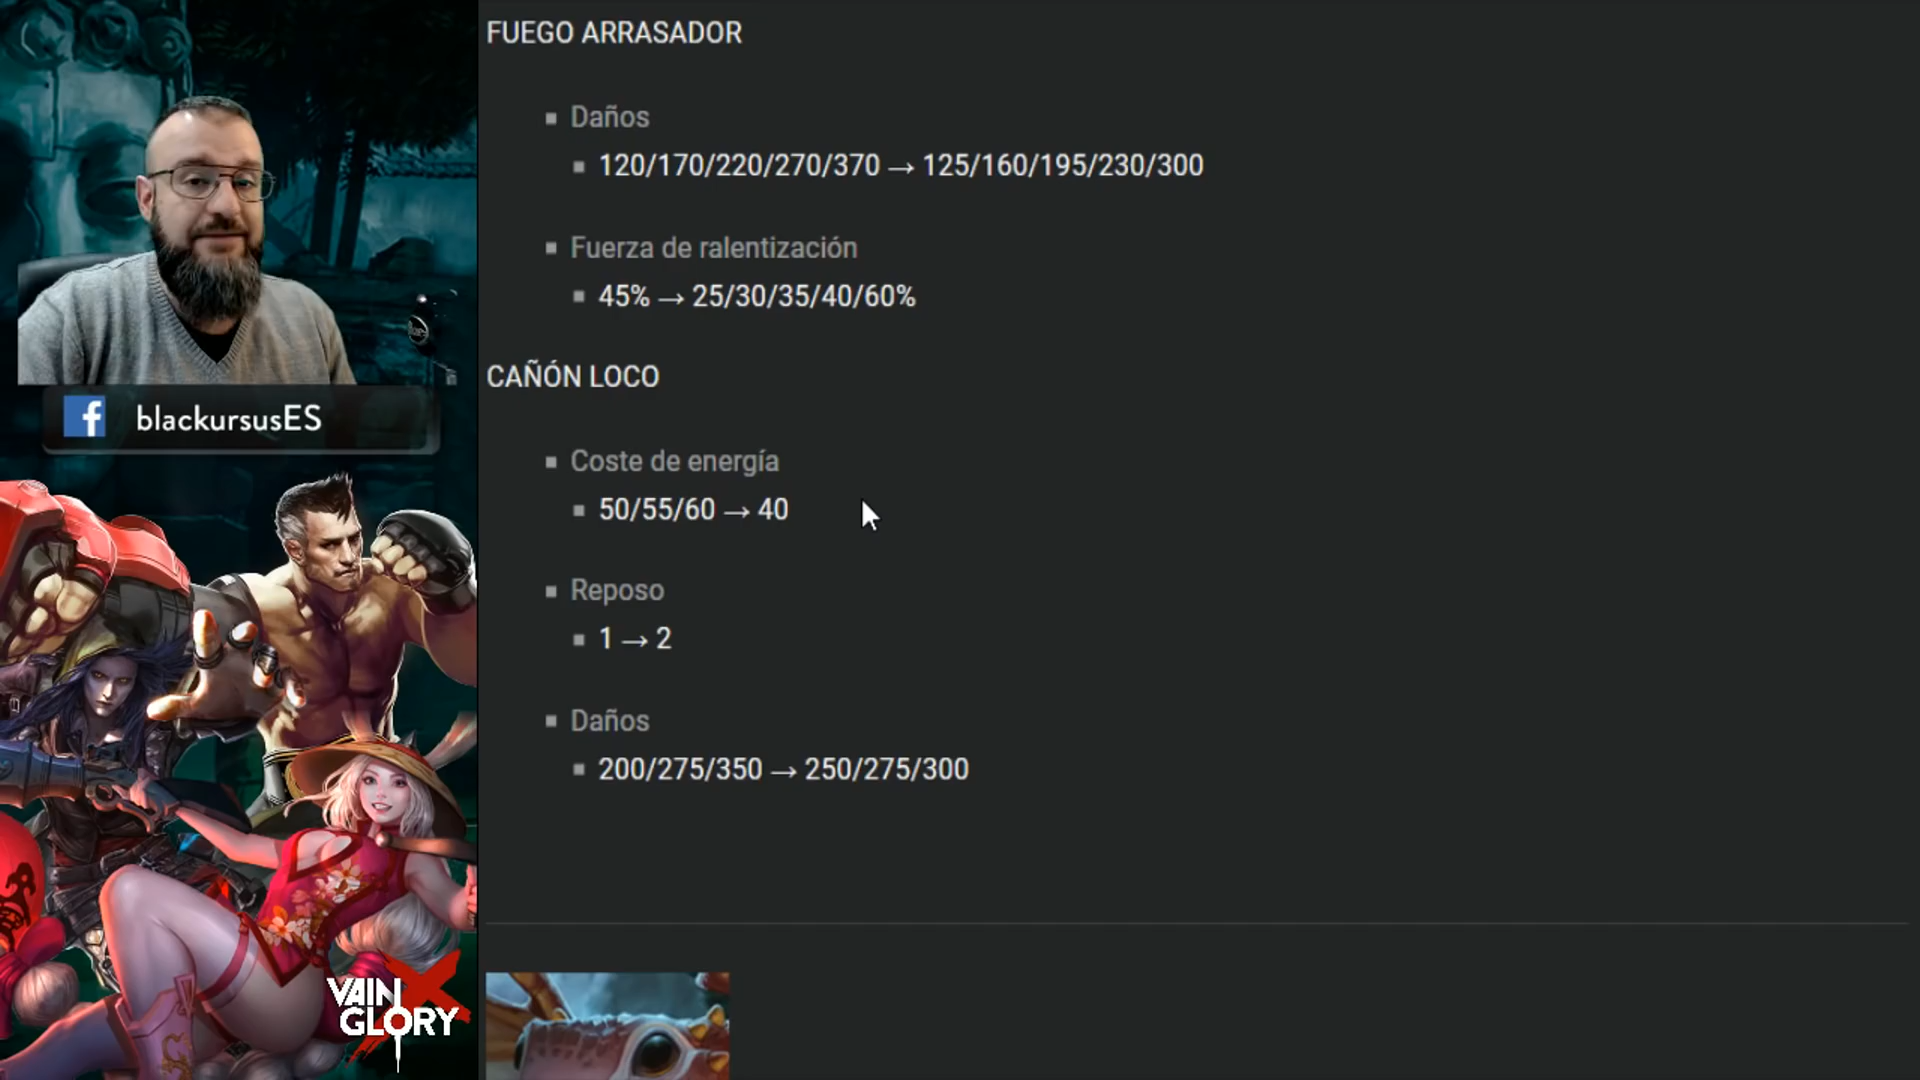 FUEGO ARRASADOR
Daños
120/170/220/270/370 → 125/160/195/230/300
Fuerza de ralentización
45% → 25/30/35/40/60%
CAÑÓN LOCO
Coste de energía
50/55/60 → 40
Reposo
1 → 2
Daños
200/275/350 → 250/275/300
f blackursusES
VAIN
GLORY